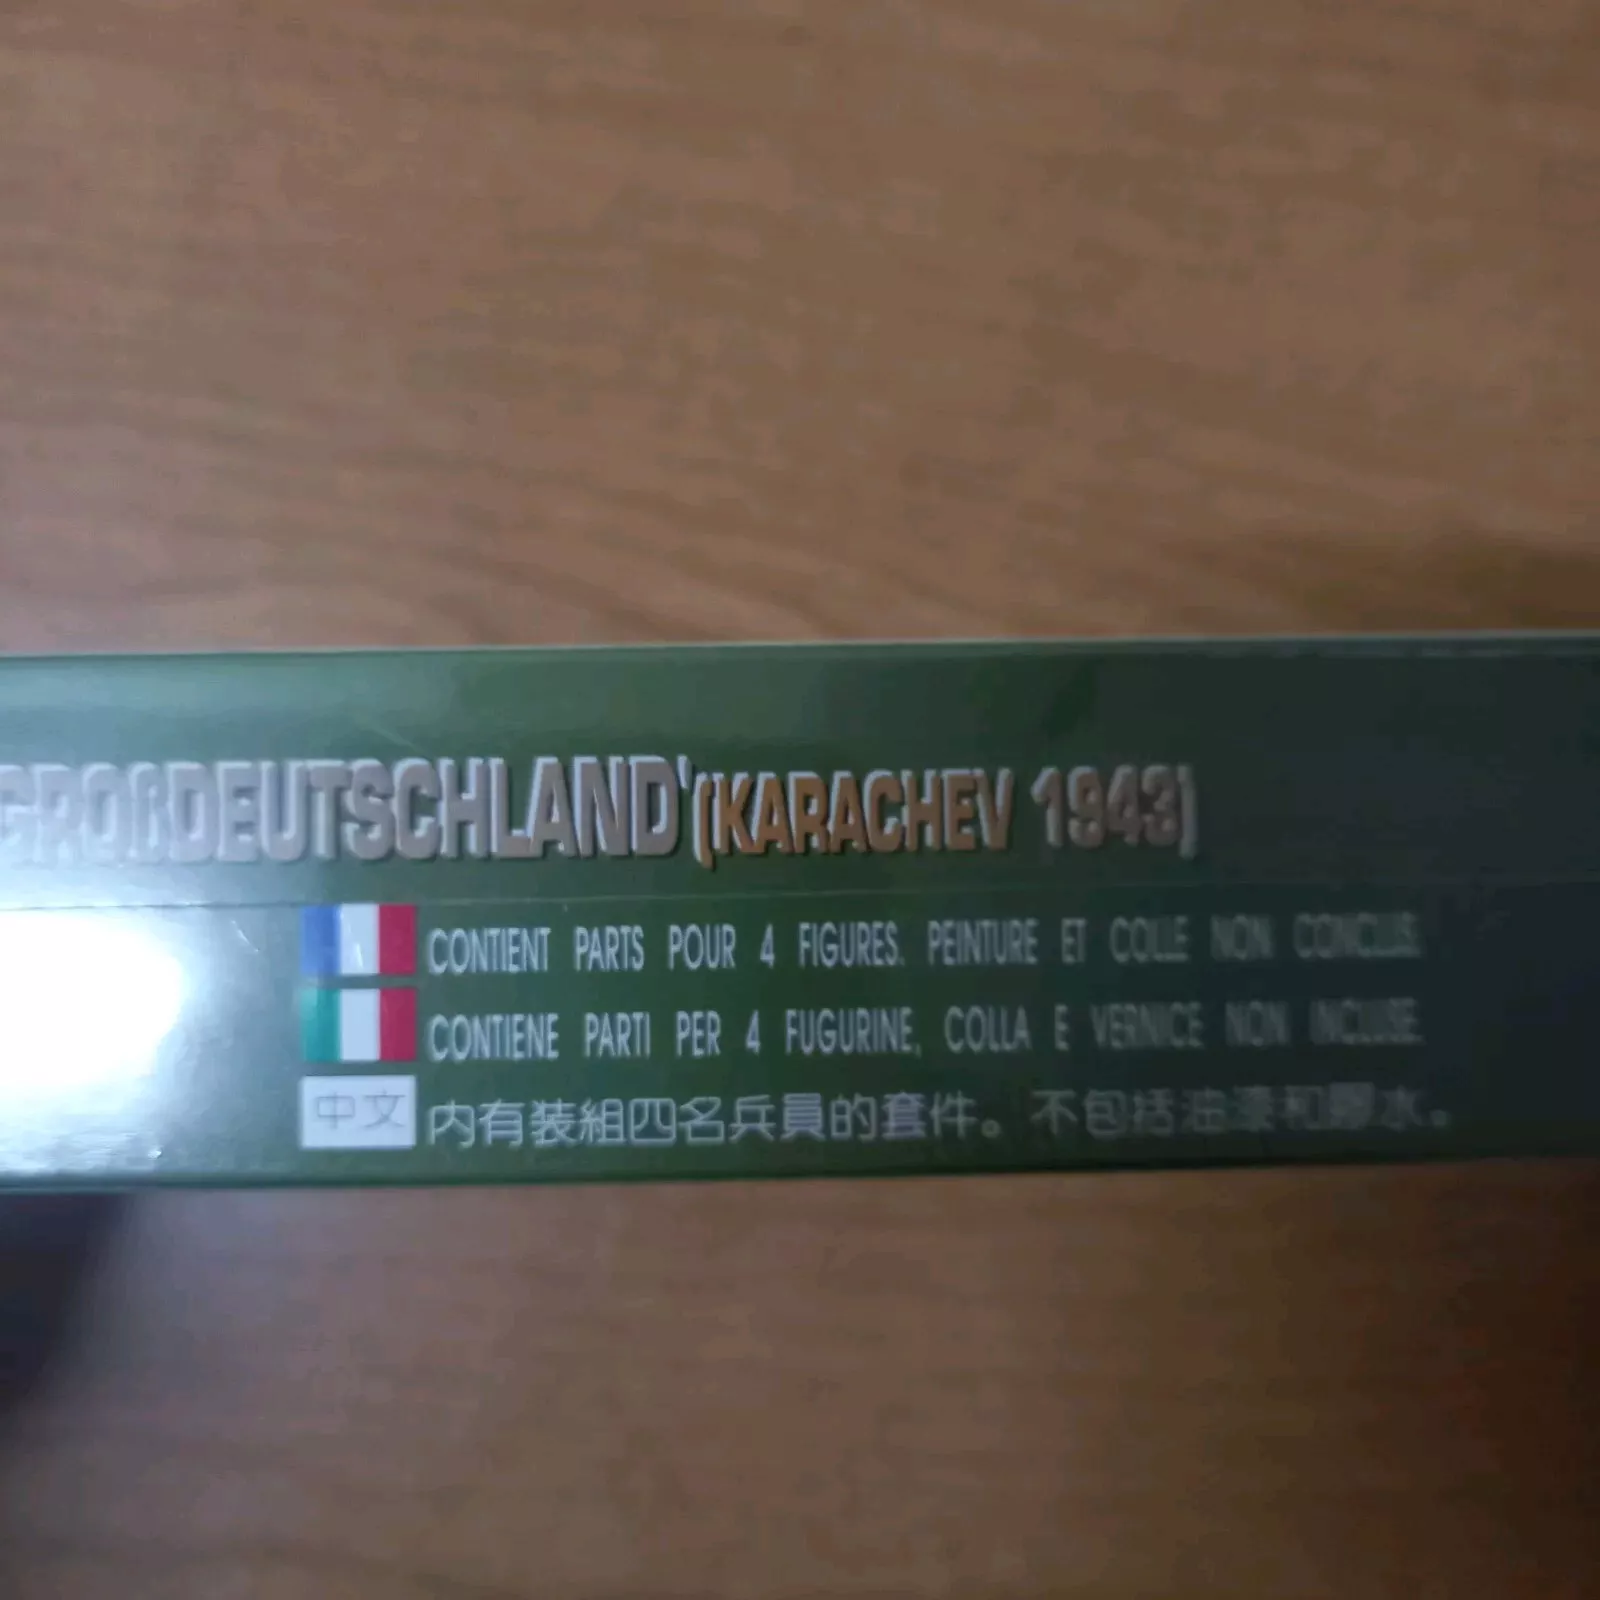 GROßDEUTSCHLAND' (KARACHEV 1943)
CONTIENT PARTS POUR 4 FIGURES. PEINTURE ET COLLE NON CONCLUS.
CONTIENE PARTI PER 4 FUGURINE, COLLA E VERNICE NON INCLUSE.
中文 內有装組四名兵員的套件。不包括油漆和膠水。